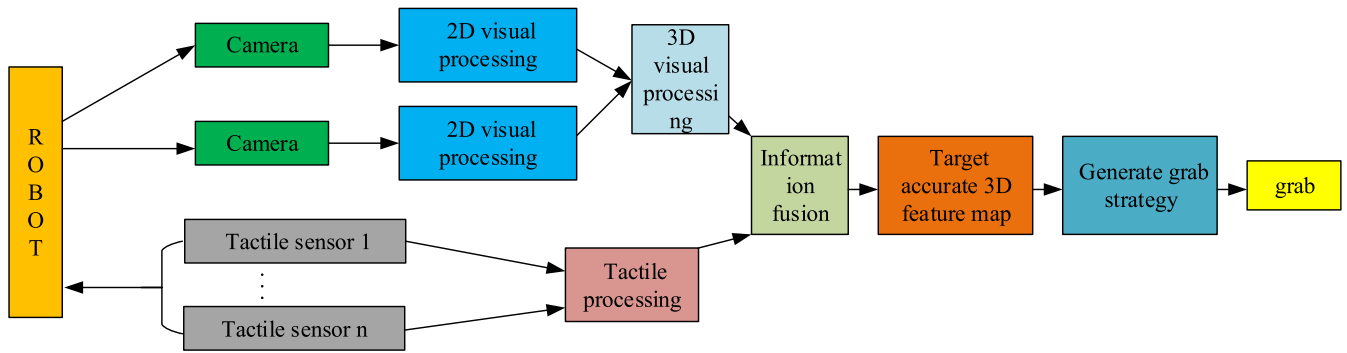 R
O
B
O
T
Camera
2D visual
processing
Camera
2D visual
processing
3D
visual
processi
ng
Tactile sensor 1
Tactile sensor n
Tactile
processing
Informat
ion
fusion
Target
accurate 3D
feature map
Generate grab
strategy
grab